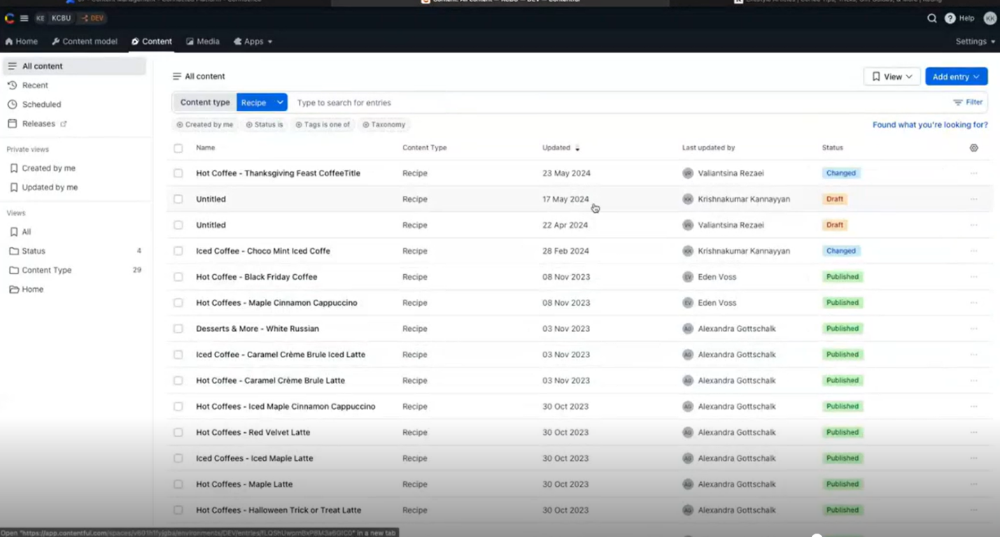 KE KCBU DEV Help KK
Home Content model Content Media Apps Settings
All content
Recent
Scheduled
Releases
Private views
Created by me
Updated by me
Views
All
Status 4
Content Type 29
Home
All content View Add entry
Content type Recipe Type to search for entries Filter
Created by me Status is Tags is one of Taxonomy Found what you're looking for?
Name Content Type Updated Last updated by Status
Hot Coffee - Thanksgiving Feast CoffeeTitle Recipe 23 May 2024 VR Valiantsina Rezaei Changed
Untitled Recipe 17 May 2024 KK Krishnakumar Kannayyan Draft
Untitled Recipe 22 Apr 2024 VR Valiantsina Rezaei Draft
Iced Coffee - Choco Mint Iced Coffe Recipe 28 Feb 2024 KK Krishnakumar Kannayyan Changed
Hot Coffee - Black Friday Coffee Recipe 08 Nov 2023 EV Eden Voss Published
Hot Coffees - Maple Cinnamon Cappuccino Recipe 08 Nov 2023 EV Eden Voss Published
Desserts & More - White Russian Recipe 03 Nov 2023 AG Alexandra Gottschalk Published
Iced Coffee - Caramel Crème Brule Iced Latte Recipe 03 Nov 2023 AG Alexandra Gottschalk Published
Hot Coffee - Caramel Crème Brule Latte Recipe 03 Nov 2023 AG Alexandra Gottschalk Published
Hot Coffees - Iced Maple Cinnamon Cappuccino Recipe 30 Oct 2023 AG Alexandra Gottschalk Published
Hot Coffees - Red Velvet Latte Recipe 30 Oct 2023 AG Alexandra Gottschalk Published
Iced Coffees - Iced Maple Latte Recipe 30 Oct 2023 AG Alexandra Gottschalk Published
Hot Coffees - Maple Latte Recipe 30 Oct 2023 AG Alexandra Gottschalk Published
Hot Coffees - Halloween Trick or Treat Latte Recipe 30 Oct 2023 AG Alexandra Gottschalk Published
in a new tab